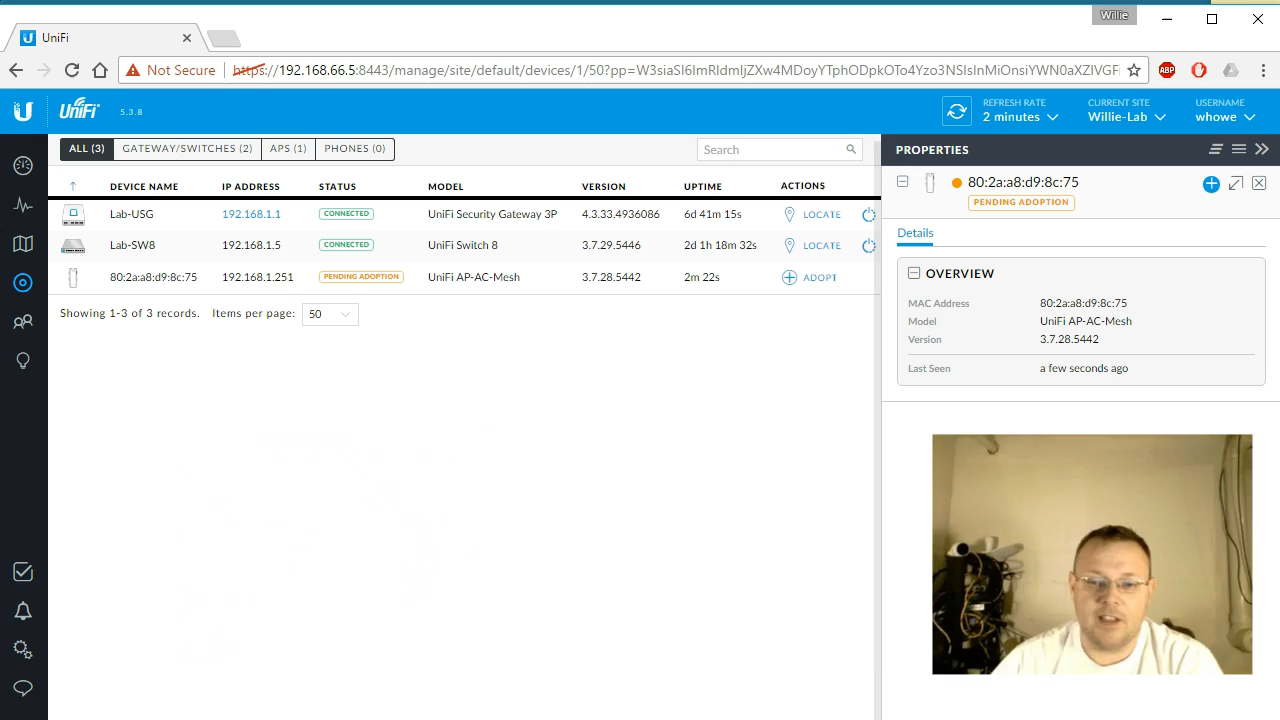 Willie
UniFi
Not Secure https://192.168.66.5:8443/manage/site/default/devices/1/50?pp=
ABP
UniFi 5.3.8
REFRESH RATE
2 minutes
CURRENT SITE
Willie-Lab
USERNAME
whowe
ALL (3) GATEWAY/SWITCHES (2) APS (1) PHONES (0)
Search
DEVICE NAME IP ADDRESS STATUS MODEL VERSION UPTIME ACTIONS
Lab-USG 192.168.1.1 CONNECTED UniFi Security Gateway 3P 4.3.33.4936086 6d 41m 15s LOCATE
Lab-SW8 192.168.1.5 CONNECTED UniFi Switch 8 3.7.29.5446 2d 1h 18m 32s LOCATE
80:2a:a8:d9:8c:75 192.168.1.251 PENDING ADOPTION UniFi AP-AC-Mesh 3.7.28.5442 2m 22s ADOPT
Showing 1-3 of 3 records. Items per page: 50
PROPERTIES
80:2a:a8:d9:8c:75
PENDING ADOPTION
Details
OVERVIEW
MAC Address 80:2a:a8:d9:8c:75
Model UniFi AP-AC-Mesh
Version 3.7.28.5442
Last Seen a few seconds ago